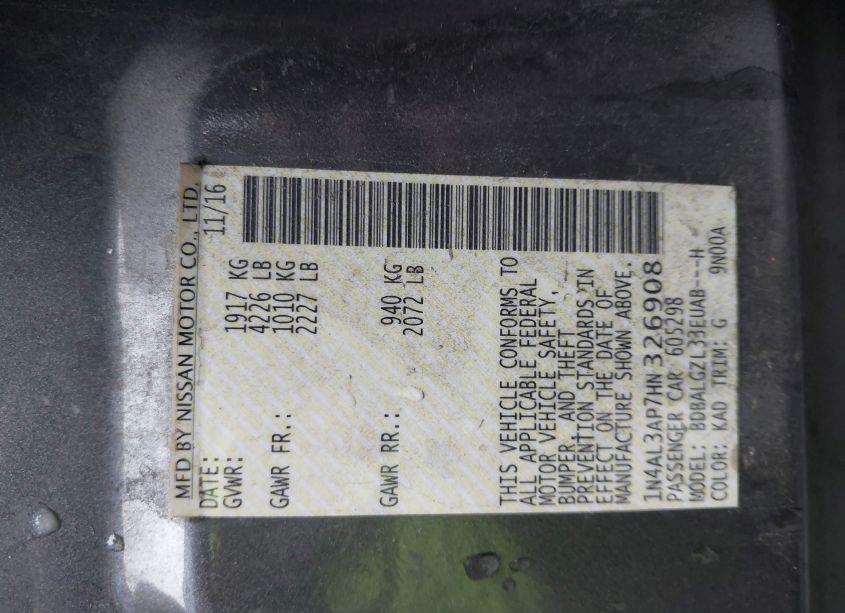 MFD BY NISSAN MOTOR CO., LTD.
DATE: 11/16
GVWR: 1917 KG
4226 LB
GAWR FR.: 1010 KG
2227 LB
GAWR RR.: 940 KG
2072 LB
THIS VEHICLE CONFORMS TO
ALL APPLICABLE FEDERAL
MOTOR VEHICLE SAFETY,
BUMPER, AND THEFT
PREVENTION STANDARDS IN
EFFECT ON THE DATE OF
MANUFACTURE SHOWN ABOVE.
1N4AL3AP7HN326908
PASSENGER CAR 605298
MODEL: BDBALGZL33EUAB---H
COLOR: KAD TRIM: G 9N00A